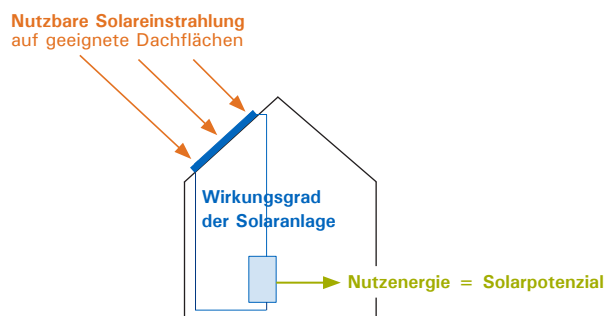 Nutzbare Solareinstrahlung
auf geeignete Dachflächen
Wirkungsgrad
der Solaranlage
Nutzenergie = Solarpotenzial